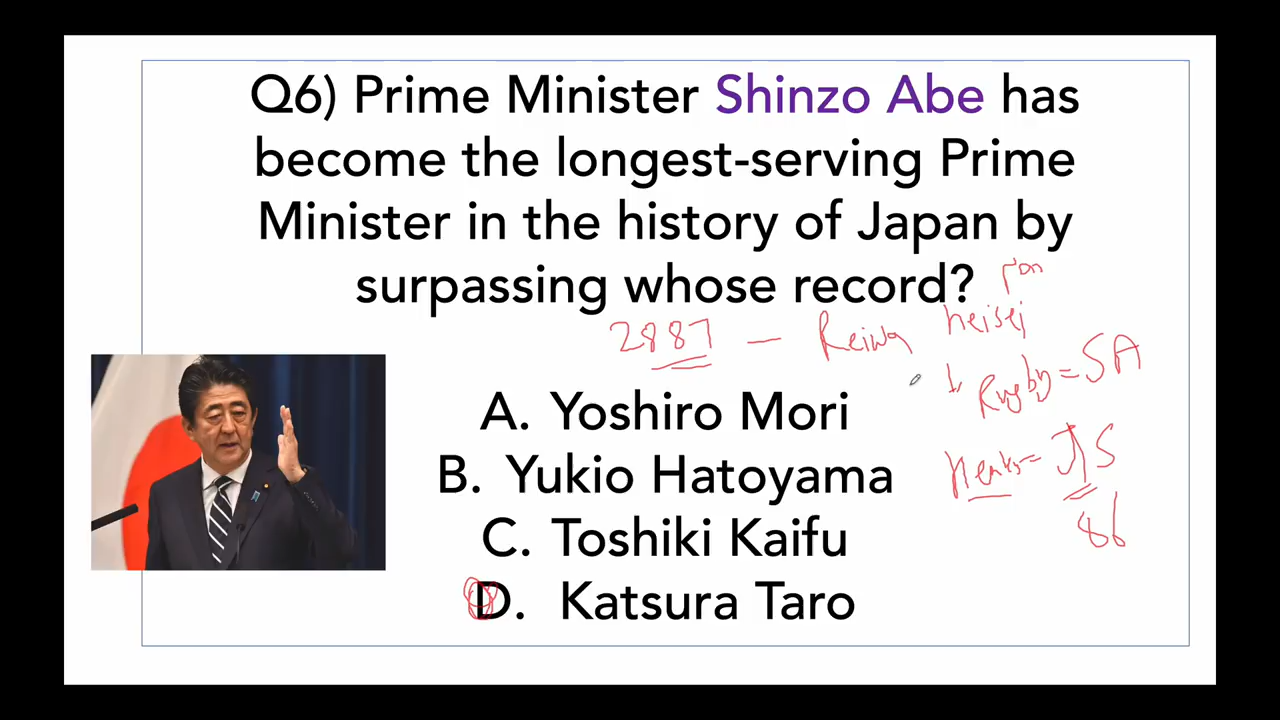 Q6) Prime Minister Shinzo Abe has
become the longest-serving Prime
Minister in the history of Japan by
surpassing whose record?
2887 — Reiwa heisei
Rugby = SA
= JS
86
A. Yoshiro Mori
B. Yukio Hatoyama
C. Toshiki Kaifu
D. Katsura Taro